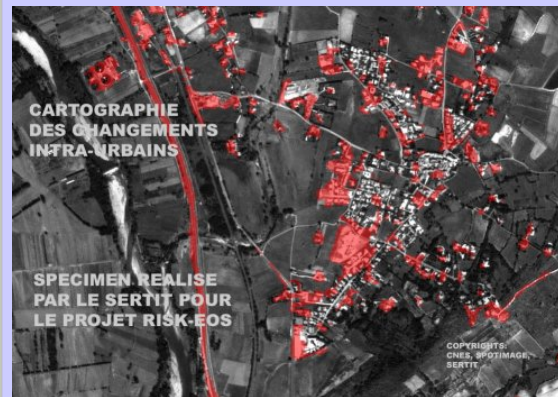 CARTOGRAPHIE
DES CHANGEMENTS
INTRA-URBAINS
SPECIMEN REALISE
PAR LE SERTIT POUR
LE PROJET RISK-EOS
COPYRIGHTS:
CNES, SPOTIMAGE,
SERTIT